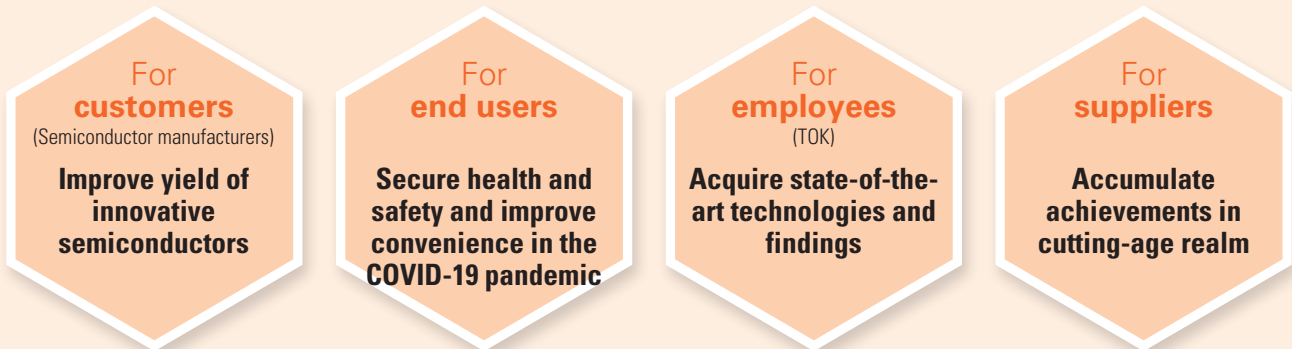 For
customers
(Semiconductor manufacturers)
Improve yield of
innovative
semiconductors
For
end users
Secure health and
safety and improve
convenience in the
COVID-19 pandemic
For
employees
(TOK)
Acquire state-of-the-
art technologies and
findings
For
suppliers
Accumulate
achievements in
cutting-age realm